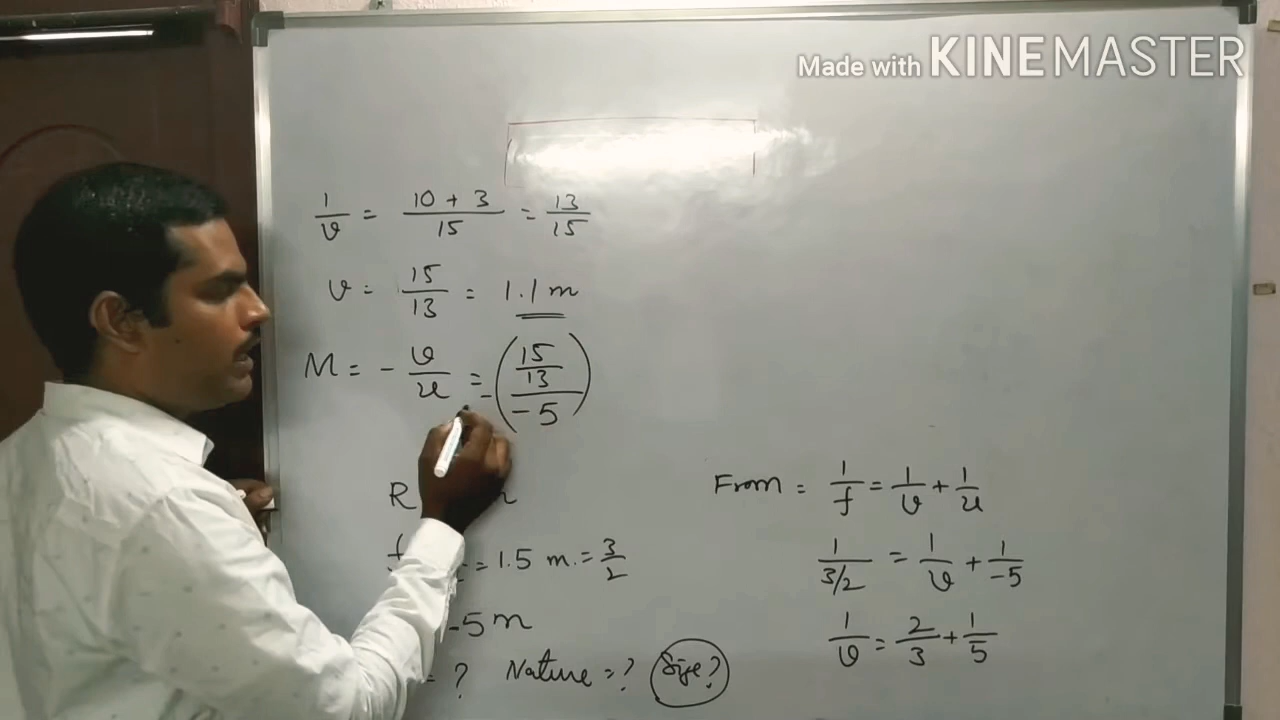 Made with KINEMASTER
1/v = (10 + 3)/15 = 13/15
v = 15/13 = 1.1 m
M = - v/u = -((15/13)/-5)
R
f = 1.5 m. = 3/2
-5 m
= ? Nature = ? Size?
From = 1/f = 1/v + 1/u
1/(3/2) = 1/v + 1/-5
1/v = 2/3 + 1/5